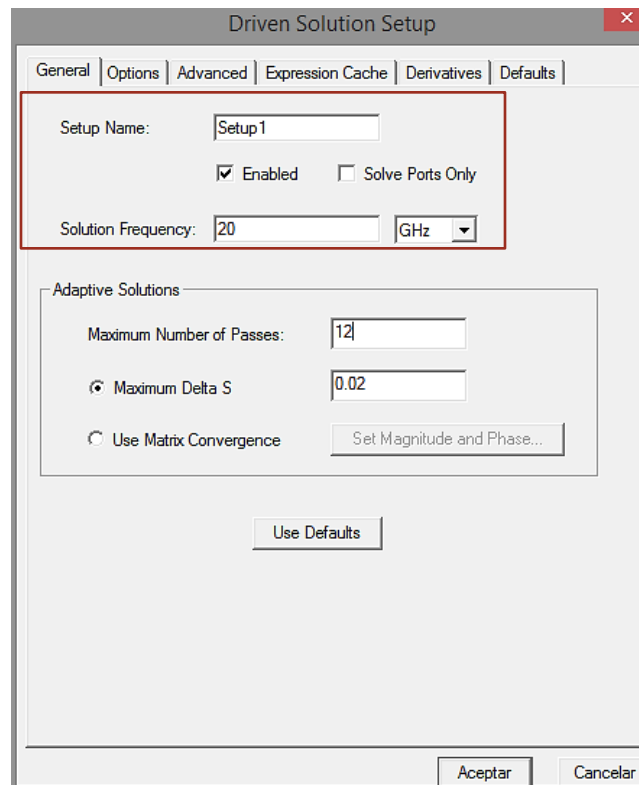 Driven Solution Setup
General Options Advanced Expression Cache Derivatives Defaults
Setup Name: Setup1
Enabled Solve Ports Only
Solution Frequency: 20 GHz
Adaptive Solutions
Maximum Number of Passes: 12
Maximum Delta S 0.02
Use Matrix Convergence Set Magnitude and Phase...
Use Defaults
Aceptar Cancelar